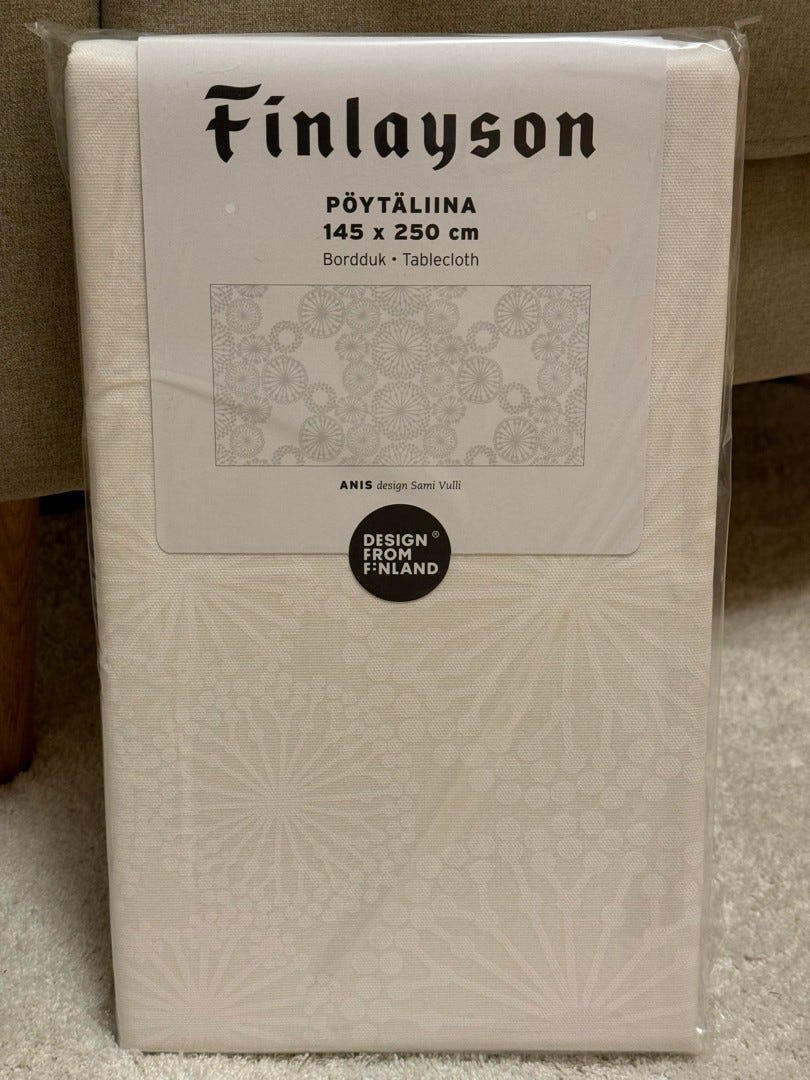 Finlayson
PÖYTÄLIINA
145 x 250 cm
Bordduk • Tablecloth
ANIS design Sami Vulli
DESIGN ®
FROM
FINLAND